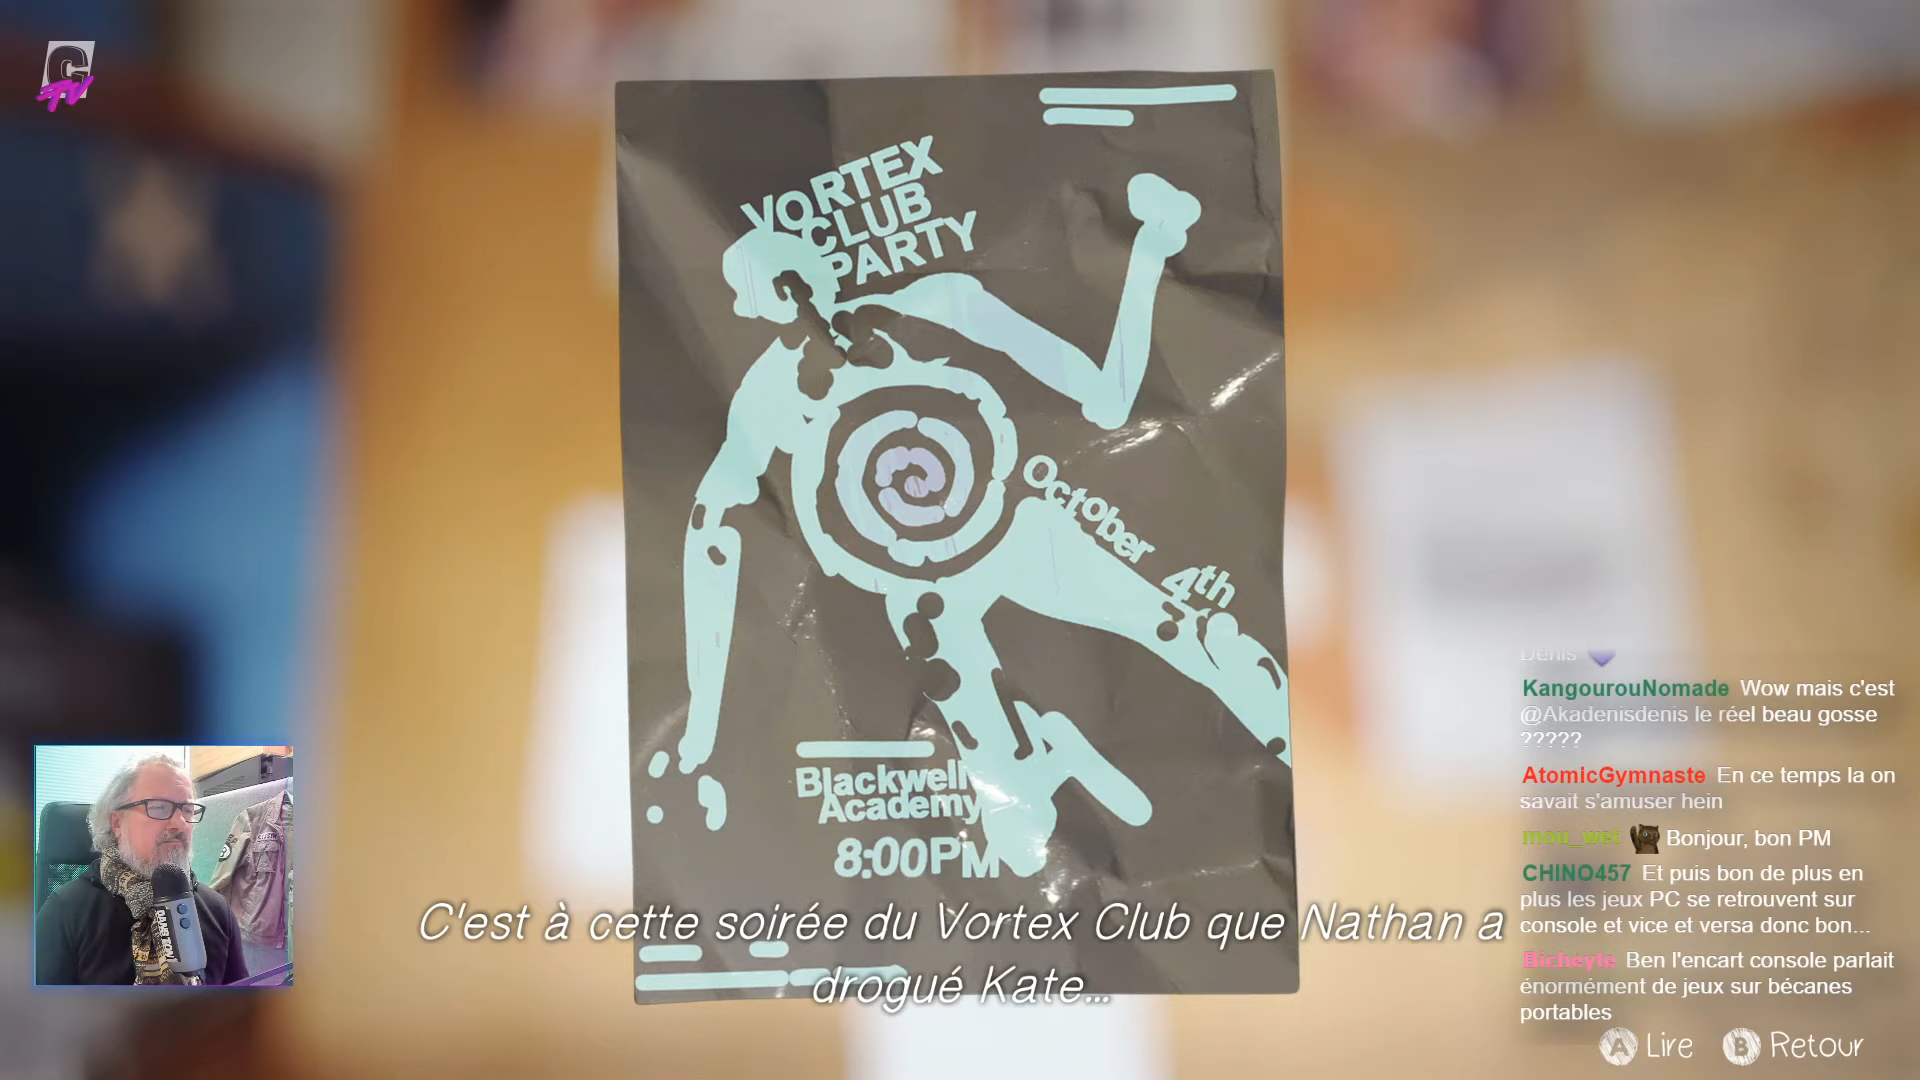 C
TV
VORTEX
CLUB
PARTY
October 4th
Blackwell
Academy
8:00PM
C'est à cette soirée du Vortex Club que Nathan a
drogué Kate...
Denis
KangourouNomade Wow mais c'est
@Akadenisdenis le réel beau gosse
?????
AtomicGymnaste En ce temps la on
savait s'amuser hein
mou_wet Bonjour, bon PM
CHINO457 Et puis bon de plus en
plus les jeux PC se retrouvent sur
console et vice et versa donc bon...
Bicheyte Ben l'encart console parlait
énormément de jeux sur bécanes
portables
A Lire B Retour